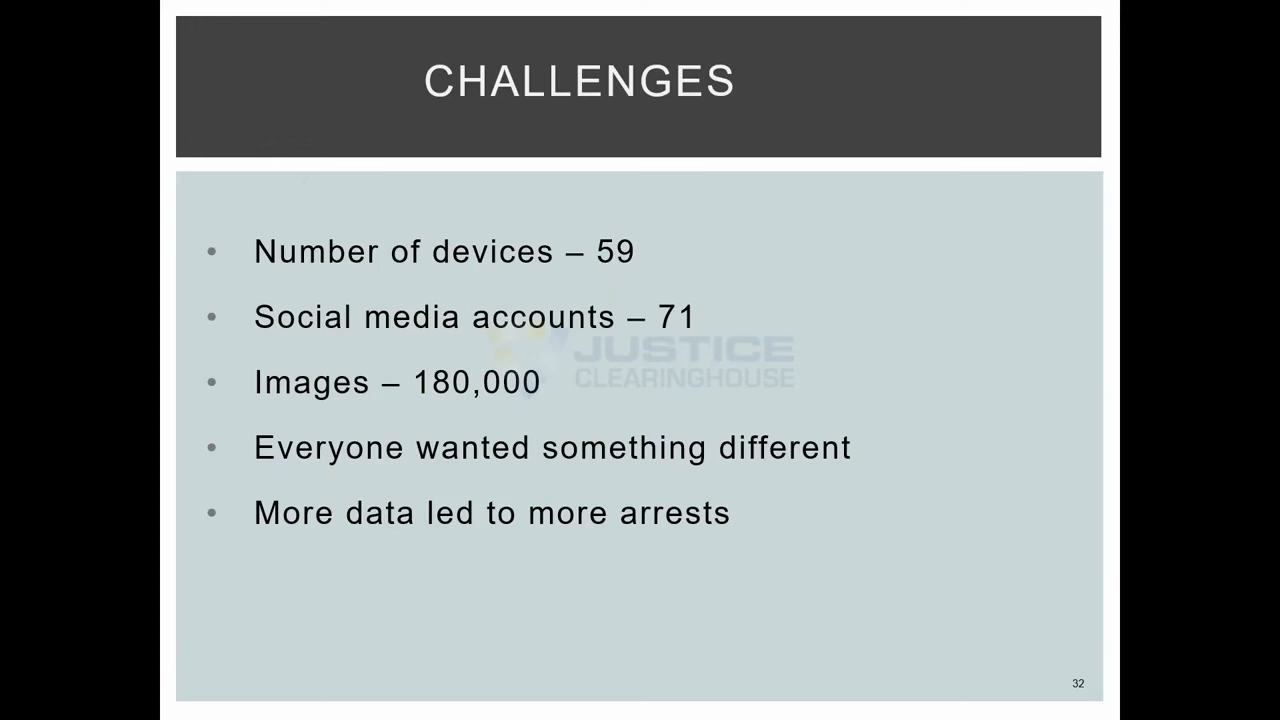 CHALLENGES
• Number of devices – 59
• Social media accounts – 71
• Images – 180,000
• Everyone wanted something different
• More data led to more arrests
JUSTICE
CLEARINGHOUSE
32